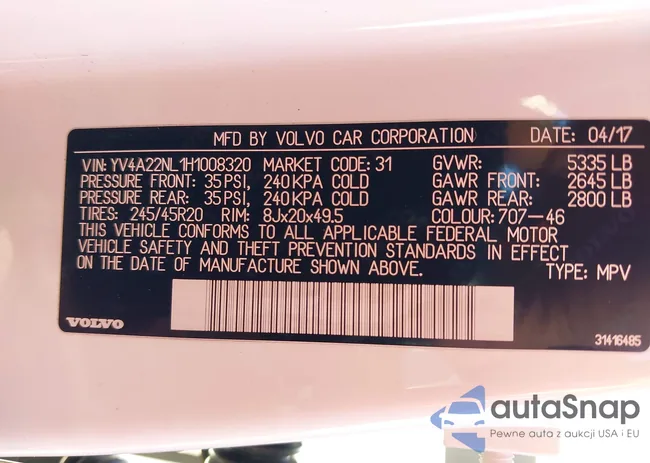 MFD BY VOLVO CAR CORPORATION DATE: 04/17
VIN: YV4A22NL1H1008320 MARKET CODE: 31 GVWR: 5335 LB
PRESSURE FRONT: 35 PSI, 240 KPA COLD GAWR FRONT: 2645 LB
PRESSURE REAR: 35 PSI, 240 KPA COLD GAWR REAR: 2800 LB
TIRES: 245/45R20 RIM: 8Jx20x49.5 COLOUR: 707-46
THIS VEHICLE CONFORMS TO ALL APPLICABLE FEDERAL MOTOR
VEHICLE SAFETY AND THEFT PREVENTION STANDARDS IN EFFECT
ON THE DATE OF MANUFACTURE SHOWN ABOVE. TYPE: MPV
VOLVO 31416485
autaSnap
Pewne auta z aukcji USA i EU